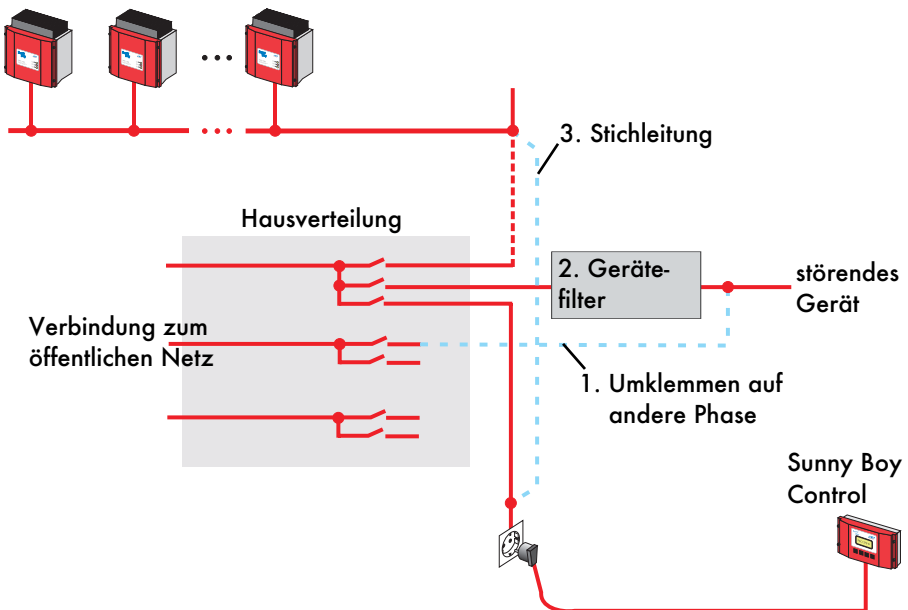 3. Stichleitung
Hausverteilung
2. Geräte-
filter
störendes
Gerät
Verbindung zum
öffentlichen Netz
1. Umklemmen auf
andere Phase
Sunny Boy
Control